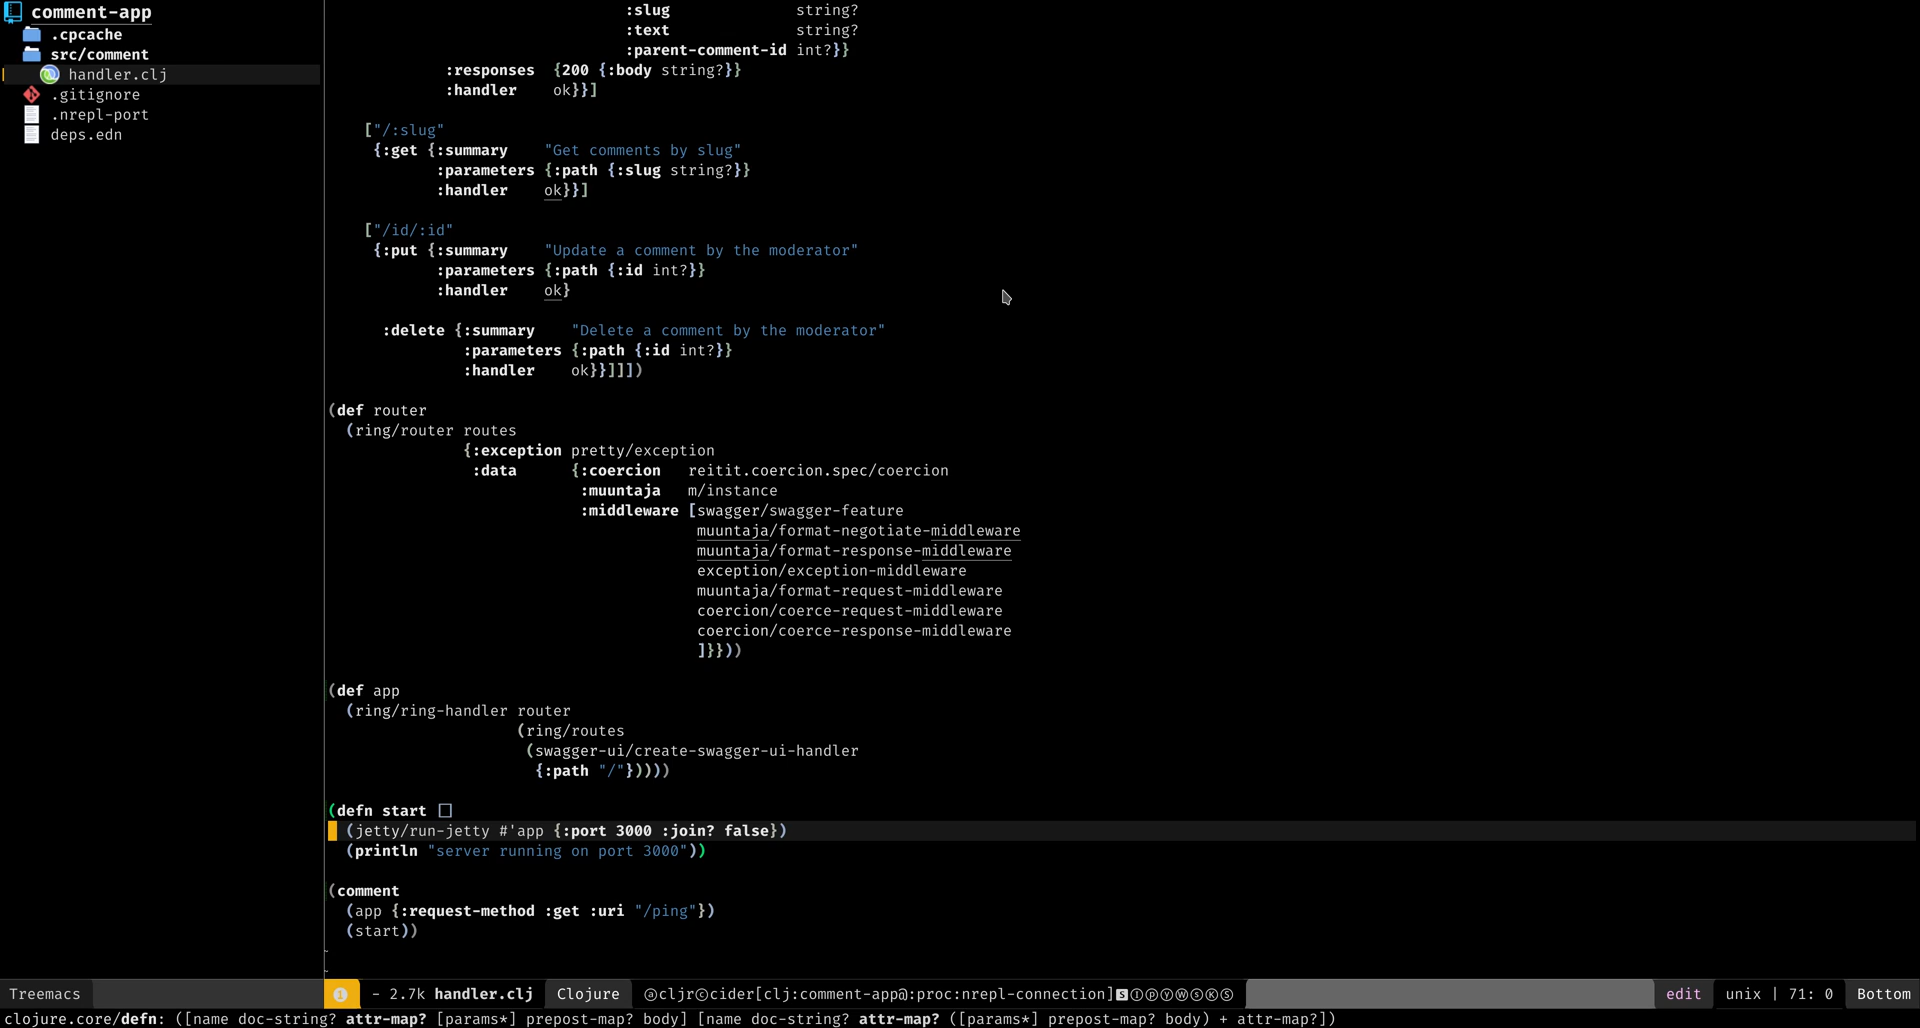 comment-app
.cpcache
src/comment
handler.clj
.gitignore
.nrepl-port
deps.edn
:slug string?
:text string?
:parent-comment-id int?}}
:responses {200 {:body string?}}
:handler ok}}]
["/:slug"
{:get {:summary "Get comments by slug"
:parameters {:path {:slug string?}}
:handler ok}}]
["/id/:id"
{:put {:summary "Update a comment by the moderator"
:parameters {:path {:id int?}}
:handler ok}
:delete {:summary "Delete a comment by the moderator"
:parameters {:path {:id int?}}
:handler ok}}]]])
(def router
(ring/router routes
{:exception pretty/exception
:data {:coercion reitit.coercion.spec/coercion
:muuntaja m/instance
:middleware [swagger/swagger-feature
muuntaja/format-negotiate-middleware
muuntaja/format-response-middleware
exception/exception-middleware
muuntaja/format-request-middleware
coercion/coerce-request-middleware
coercion/coerce-response-middleware
]}}))
(def app
(ring/ring-handler router
(ring/routes
(swagger-ui/create-swagger-ui-handler
{:path "/"}))))
(defn start []
(jetty/run-jetty #'app {:port 3000 :join? false})
(println "server running on port 3000"))
(comment
(app {:request-method :get :uri "/ping"})
(start))
~
~
Treemacs
❶ - 2.7k handler.clj Clojure ⓐcljrⓒcider[clj:comment-app@:proc:nrepl-connection]🆂ⒾⓟⓎⓌⓢⓀⓈ edit unix | 71: 0 Bottom
clojure.core/defn: ([name doc-string? attr-map? [params*] prepost-map? body] [name doc-string? attr-map? ([params*] prepost-map? body) + attr-map?])